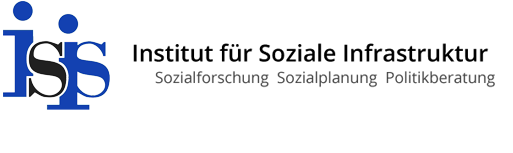 isis
Institut für Soziale Infrastruktur
Sozialforschung Sozialplanung Politikberatung